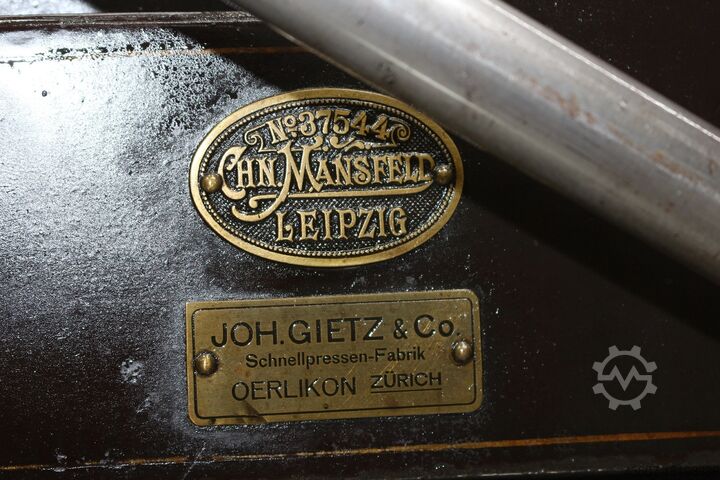 No 37544
CHN. MANSFELD
LEIPZIG
JOH. GIETZ & Co.
Schnellpressen-Fabrik
OERLIKON ZÜRICH